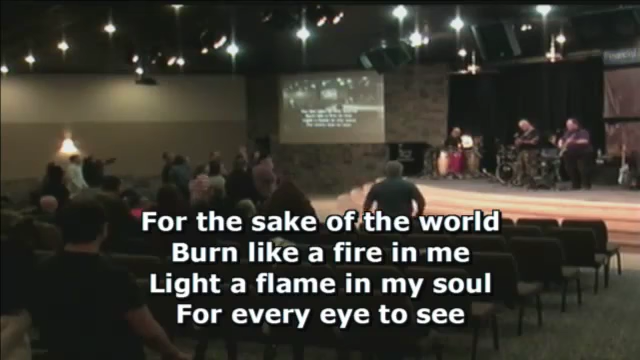 For the sake of the world
Burn like a fire in me
Light a flame in my soul
For every eye to see